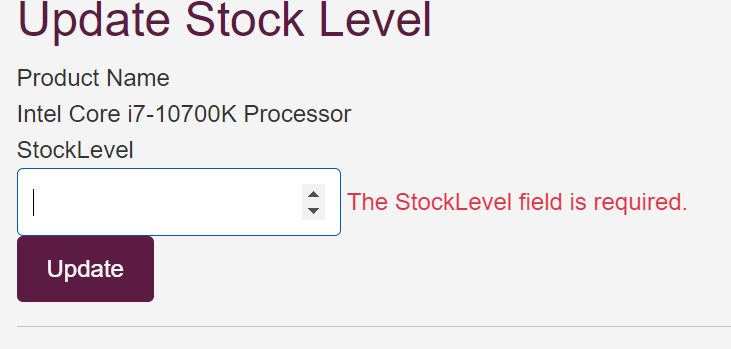 Update Stock Level
Product Name
Intel Core i7-10700K Processor
StockLevel
The StockLevel field is required.
Update